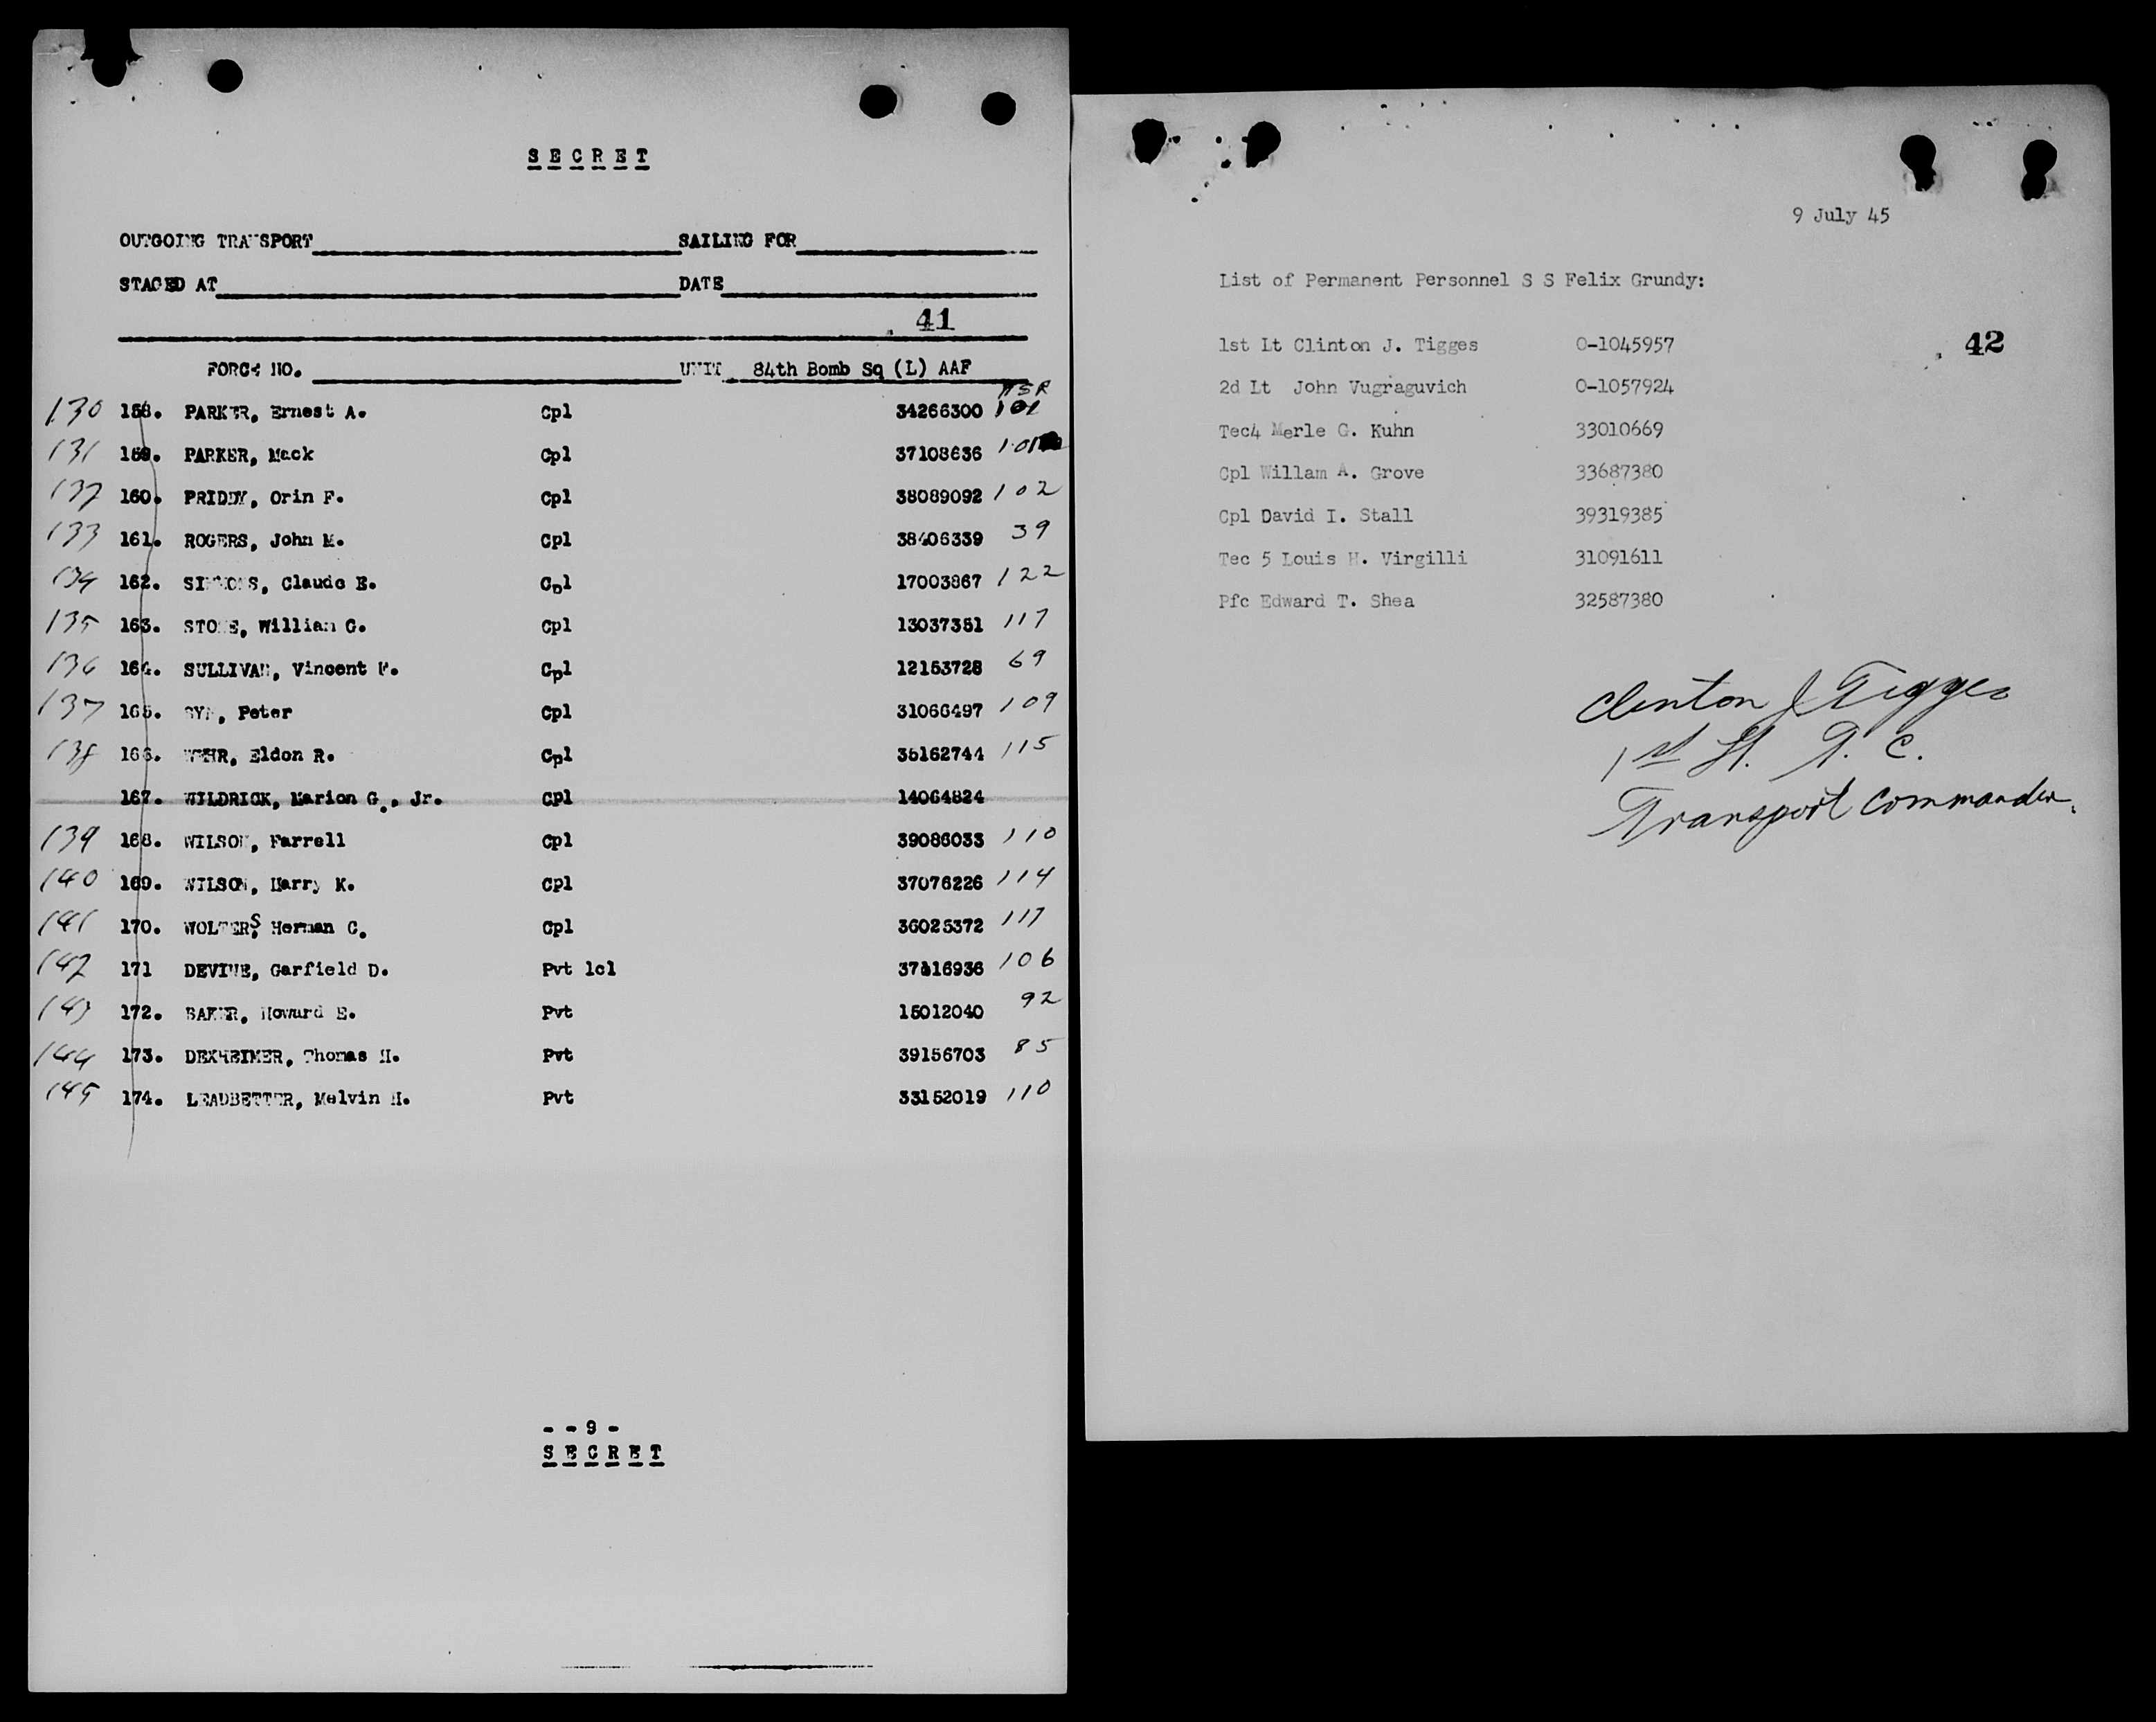 SECRET
OUTGOING TRANSPORT SAILING FOR
STAGED AT DATE
41
FORCE NO. UNIT 84th Bomb Sq (L) AAF
ASR
130 158. PARKER, Ernest A. Cpl 34266300 101
131 159. PARKER, Mack Cpl 37108636 101
132 160. PRIDDY, Orin F. Cpl 38089092 102
133 161. ROGERS, John M. Cpl 38406339 39
134 162. SIMMONS, Claude E. Cpl 17003867 122
135 163. STONE, William G. Cpl 13037351 117
136 164. SULLIVAN, Vincent F. Cpl 12153728 69
137 165. Peter Cpl 31066497 109
138 166. Eldon R. Cpl 35162744 115
167. WILDRICK, Marion G., Jr. Cpl 14064824
139 168. WILSON, Farrell Cpl 39086033 110
140 169. WILSON, Harry K. Cpl 37076226 114
141 170. WOLTERS, Herman C. Cpl 36025372 117
142 171 DEVINE, Garfield D. Pvt 1cl 106
143 172. BAKER, Howard E. Pvt 15012040 92
144 173. DEXHEIMER, Thomas H. Pvt 39156703 85
145 174. LEADBETTER, Melvin H. Pvt 33152019 110
- - 9 -
SECRET
9 July 45
List of Permanent Personnel S S Felix Grundy:
42
1st Lt Clinton J. Tigges O-1045957
2d Lt John Vugraguvich O-1057924
Tec4 Merle G. Kuhn 33010669
Cpl Willam A. Grove 33687380
Cpl David I. Stall 39319385
Tec 5 Louis H. Virgilli 31091611
Pfc Edward T. Shea 32587380
Clinton J Tigges
1st Lt. T. C.
Transport Commander.